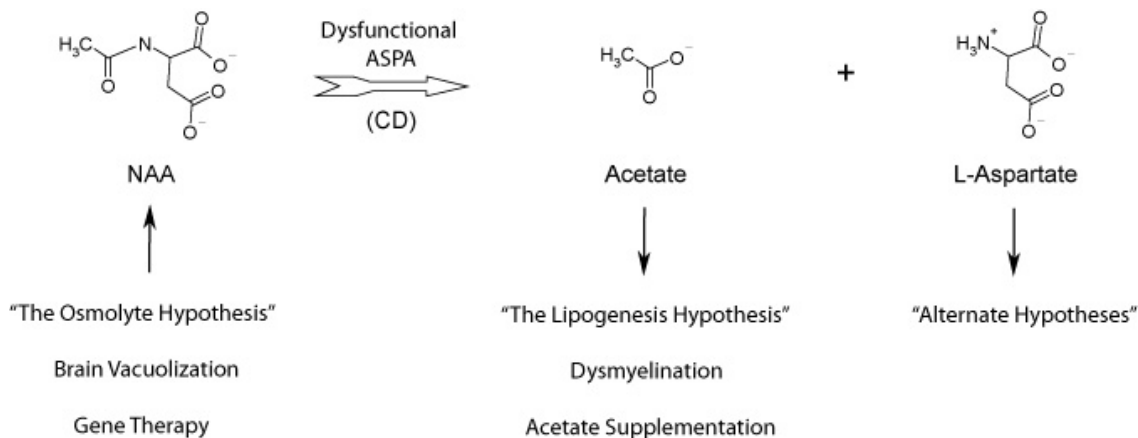 H₃C N H O O O⁻ O O⁻
Dysfunctional
ASPA
(CD)
H₃C O⁻ O
+
H₃N⁺ O O⁻ O O⁻
NAA
Acetate
L-Aspartate
"The Osmolyte Hypothesis"
"The Lipogenesis Hypothesis"
"Alternate Hypotheses"
Brain Vacuolization
Dysmyelination
Gene Therapy
Acetate Supplementation